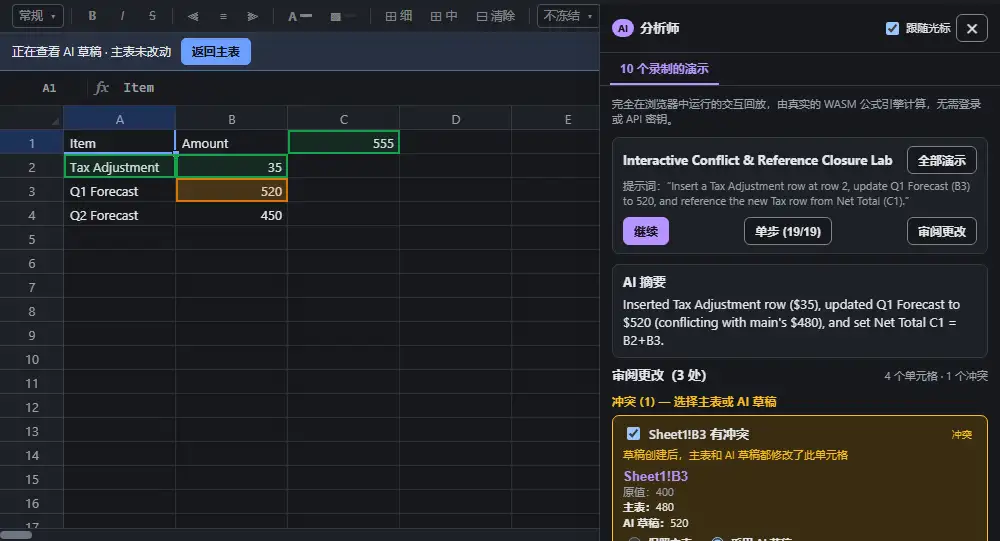 常规
B I S A 细 中 清除 不冻结
正在查看 AI 草稿 · 主表未改动 返回主表
A1 fx Item
A B C D E
1 Item Amount 555
2 Tax Adjustment 35
3 Q1 Forecast 520
4 Q2 Forecast 450
5
6
7
8
9
10
11
12
13
14
15
16
17
AI 分析师 跟随光标
10 个录制的演示
完全在浏览器中运行的交互回放，由真实的 WASM 公式引擎计算，无需登录
或 API 密钥。
Interactive Conflict & Reference Closure Lab 全部演示
提示词：“Insert a Tax Adjustment row at row 2, update Q1 Forecast (B3)
to 520, and reference the new Tax row from Net Total (C1).”
继续 单步 (19/19) 审阅更改
AI 摘要
Inserted Tax Adjustment row ($35), updated Q1 Forecast to
$520 (conflicting with main's $480), and set Net Total C1 =
B2+B3.
审阅更改（3 处） 4 个单元格 · 1 个冲突
冲突 (1) — 选择主表或 AI 草稿
Sheet1!B3 有冲突 冲突
草稿创建后，主表和 AI 草稿都修改了此单元格
Sheet1!B3
原值：400
主表：480
AI 草稿：520